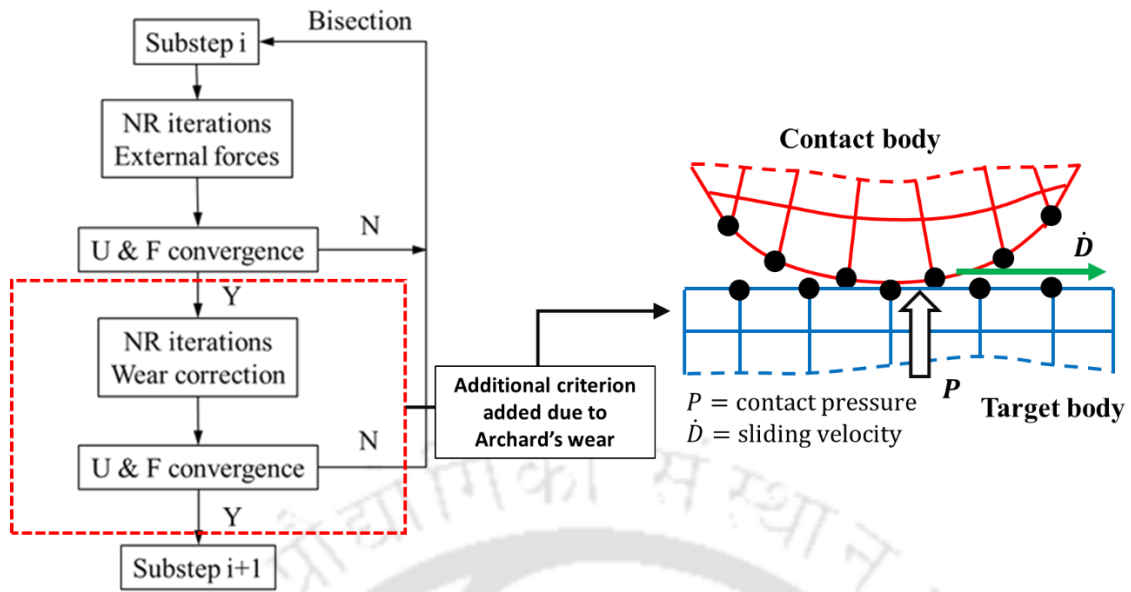 Bisection
Substep i
NR iterations
External forces
U & F convergence
N
Y
NR iterations
Wear correction
U & F convergence
N
Y
Substep i+1
Additional criterion
added due to
Archard's wear
Contact body
Ḋ
P
Target body
P = contact pressure
Ḋ = sliding velocity